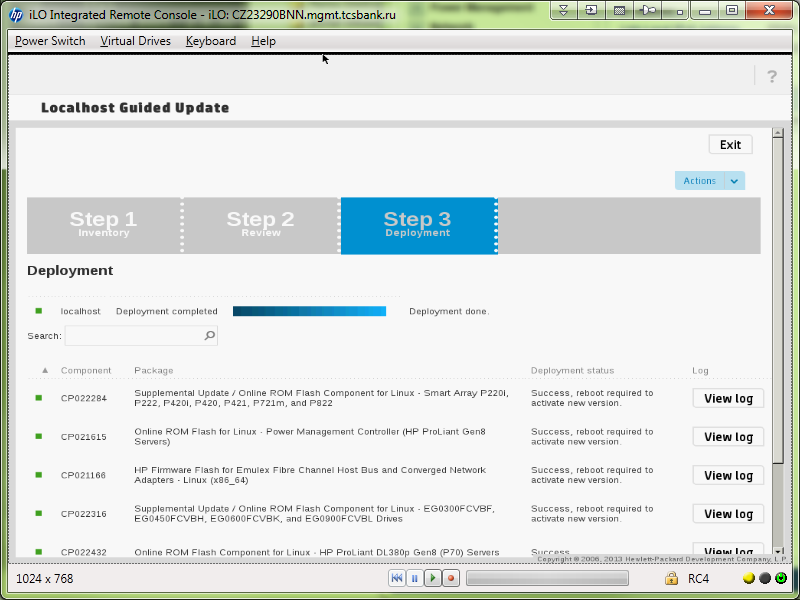 iLO Integrated Remote Console - iLO: CZ23290BNN.mgmt.tcsbank.ru
Power Switch Virtual Drives Keyboard Help
?
Localhost Guided Update
Exit
Actions
Step 1 Step 2 Step 3
Inventory Review Deployment
Deployment
localhost Deployment completed Deployment done.
Search:
Component Package Deployment status Log
CP022284 Supplemental Update / Online ROM Flash Component for Linux - Smart Array P220i, Success, reboot required to View log
P222, P420i, P420, P421, P721m, and P822 activate new version.
CP021615 Online ROM Flash for Linux - Power Management Controller (HP ProLiant Gen8 Success, reboot required to View log
Servers) activate new version.
CP021166 HP Firmware Flash for Emulex Fibre Channel Host Bus and Converged Network Success, reboot required to View log
Adapters - Linux (x86_64) activate new version.
CP022316 Supplemental Update / Online ROM Flash Component for Linux - EG0300FCVBF, Success, reboot required to View log
EG0450FCVBH, EG0600FCVBK, and EG0900FCVBL Drives activate new version.
CP022432 Online ROM Flash Component for Linux - HP ProLiant DL380p Gen8 (P70) Servers Success, View log
Copyright © 2006, 2013 Hewlett-Packard Development Company, L.P.
1024 x 768 RC4